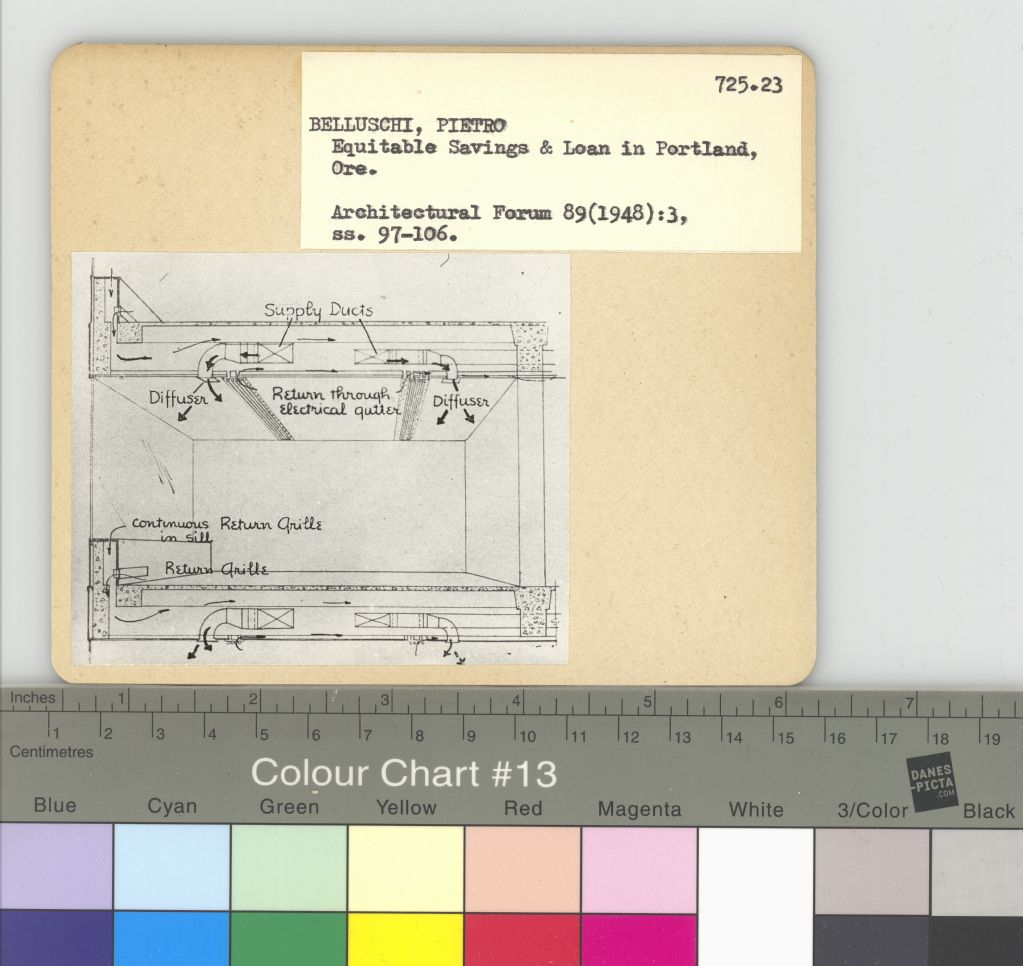 725.23
BELLUSCHI, PIETRO
Equitable Savings & Loan in Portland,
Ore.
Architectural Forum 89(1948):3,
ss. 97-106.
Supply Ducts
Diffuser
Return through
Electrical gutter
Diffuser
continuous Return Grille
in sill
Return Grille
Inches 1 2 3 4 5 6 7
1 2 3 4 5 6 7 8 9 10 11 12 13 14 15 16 17 18 19
Centimetres
Colour Chart #13
DANES
-PICTA
.COM
Blue Cyan Green Yellow Red Magenta White 3/Color Black